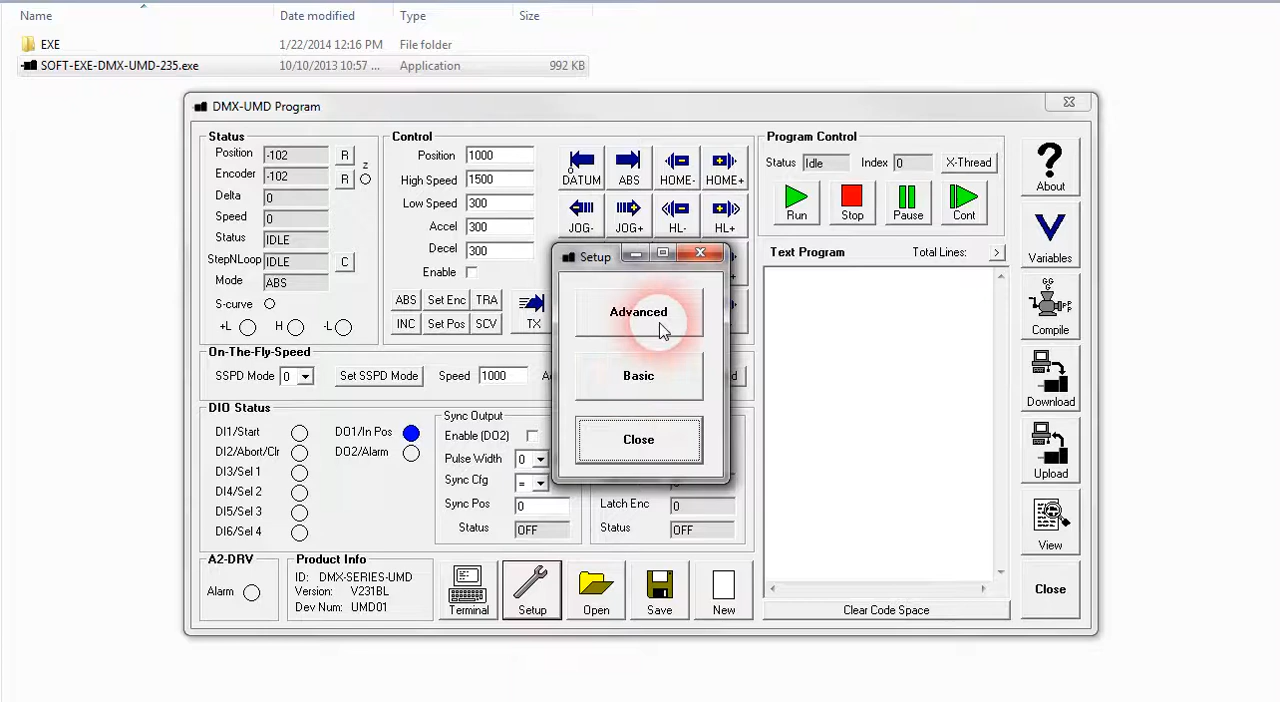 Name Date modified Type Size
EXE 1/22/2014 12:16 PM File folder
SOFT-EXE-DMX-UMD-235.exe 10/10/2013 10:57 ... Application 992 KB
DMX-UMD Program
Status
Position -102 R
Encoder -102 R
Z
Delta 0
Speed 0
Status IDLE
StepNLoop IDLE C
Mode ABS
S-curve
+L H -L
Control
Position 1000
High Speed 1500
Low Speed 300
Accel 300
Decel 300
Enable
ABS Set Enc TRA
INC Set Pos SCV
DATUM ABS HOME- HOME+
JOG- JOG+ HL- HL+
TX
Setup
Advanced
Basic
Close
On-The-Fly-Speed
SSPD Mode 0 Set SSPD Mode Speed 1000
DIO Status
DI1/Start
DI2/Abort/Clr
DI3/Sel 1
DI4/Sel 2
DI5/Sel 3
DI6/Sel 4
DO1/In Pos
DO2/Alarm
Sync Output
Enable (DO2)
Pulse Width 0
Sync Cfg =
Sync Pos 0
Status OFF
Latch Enc 0
Status OFF
A2-DRV
Alarm
Product Info
ID: DMX-SERIES-UMD
Version: V231BL
Dev Num: UMD01
Terminal Setup Open Save New
Program Control
Status Idle Index 0 X-Thread
Run Stop Pause Cont
Text Program Total Lines: >
Clear Code Space
About
Variables
Compile
Download
Upload
View
Close